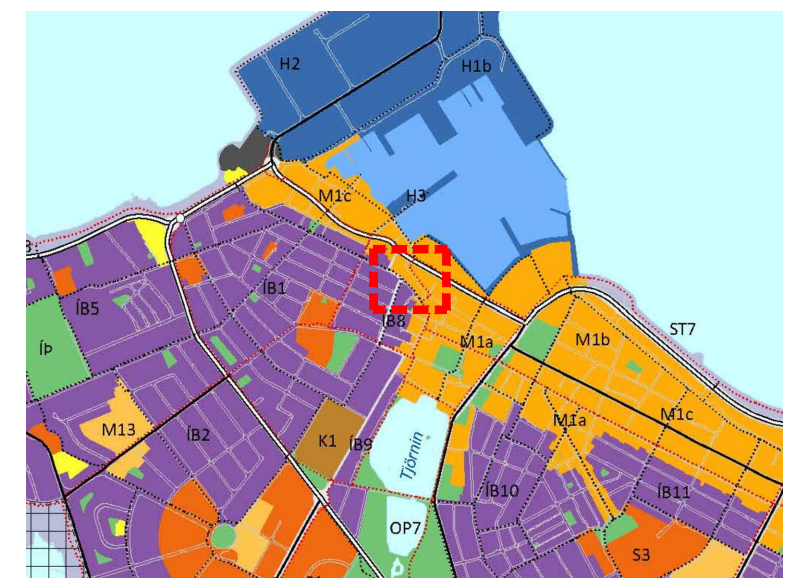 H2
H1b
M1c
H3
ÍB1
ÍB5
ÍB8
M1a
M1b
ST7
ÍÞ
M13
ÍB2
K1
ÍB9
Tjörnin
M1a
M1c
ÍB10
ÍB11
OP7
S3